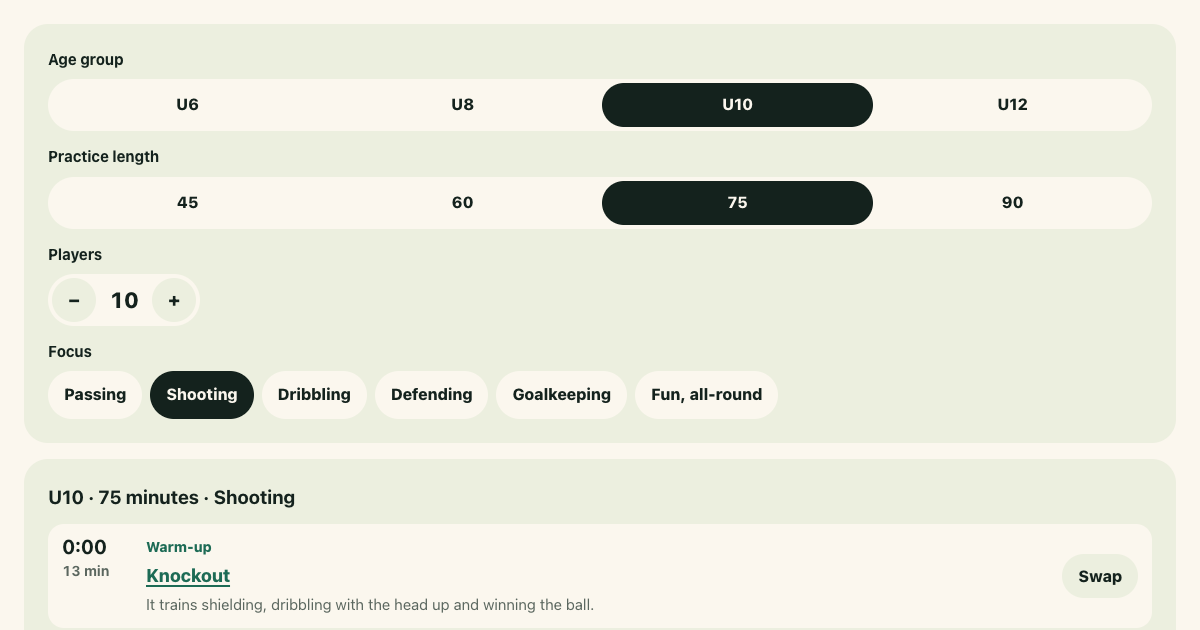 Age group
U6 U8 U10 U12
Practice length
45 60 75 90
Players
− 10 +
Focus
Passing Shooting Dribbling Defending Goalkeeping Fun, all-round
U10 · 75 minutes · Shooting
0:00 Warm-up
13 min Knockout Swap
It trains shielding, dribbling with the head up and winning the ball.